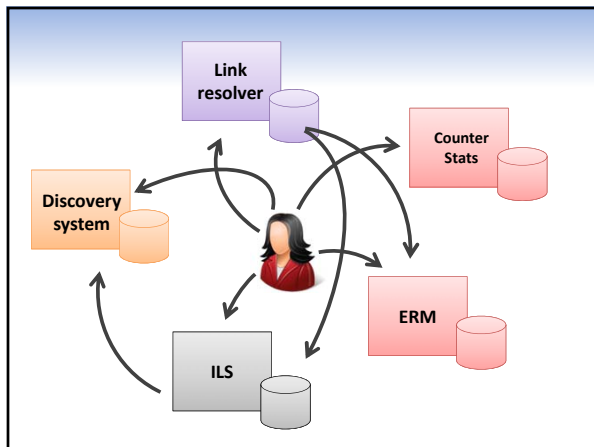 Link
resolver
Counter
Stats
Discovery
system
ERM
ILS